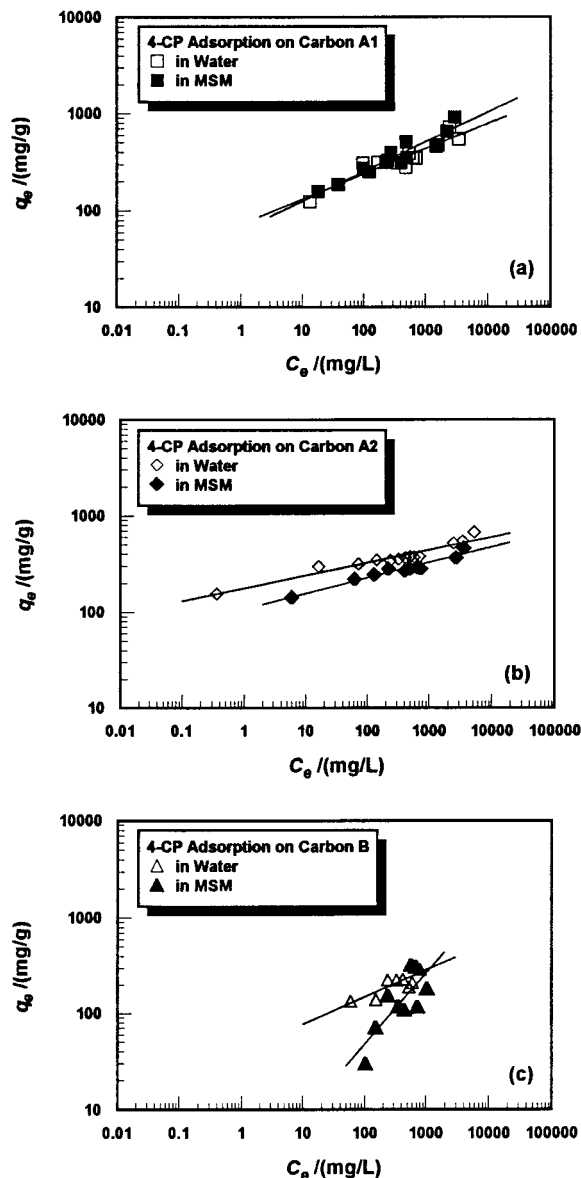 10000
4-CP Adsorption on Carbon A1
in Water
in MSM
1000
qe /(mg/g)
100
(a)
10
0.01 0.1 1 10 100 1000 10000 100000
Ce /(mg/L)
10000
4-CP Adsorption on Carbon A2
in Water
in MSM
1000
qe /(mg/g)
100
(b)
10
0.01 0.1 1 10 100 1000 10000 100000
Ce /(mg/L)
10000
4-CP Adsorption on Carbon B
in Water
in MSM
1000
qe /(mg/g)
100
(c)
10
0.01 0.1 1 10 100 1000 10000 100000
Ce /(mg/L)